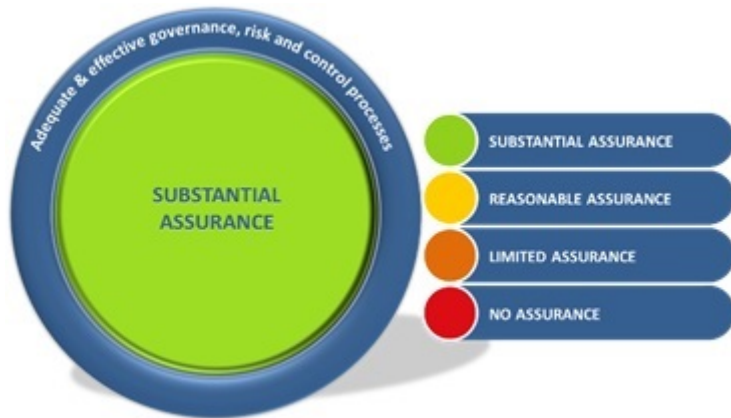 Adequate & effective governance, risk and control processes
SUBSTANTIAL
ASSURANCE
SUBSTANTIAL ASSURANCE
REASONABLE ASSURANCE
LIMITED ASSURANCE
NO ASSURANCE